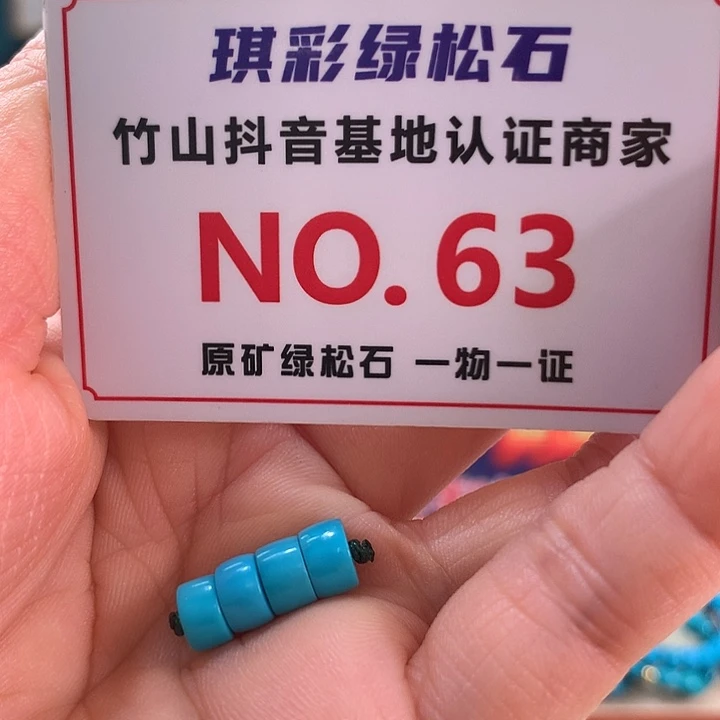 琪彩绿松石
竹山抖音基地认证商家
NO.63
原矿绿松石 一物一证